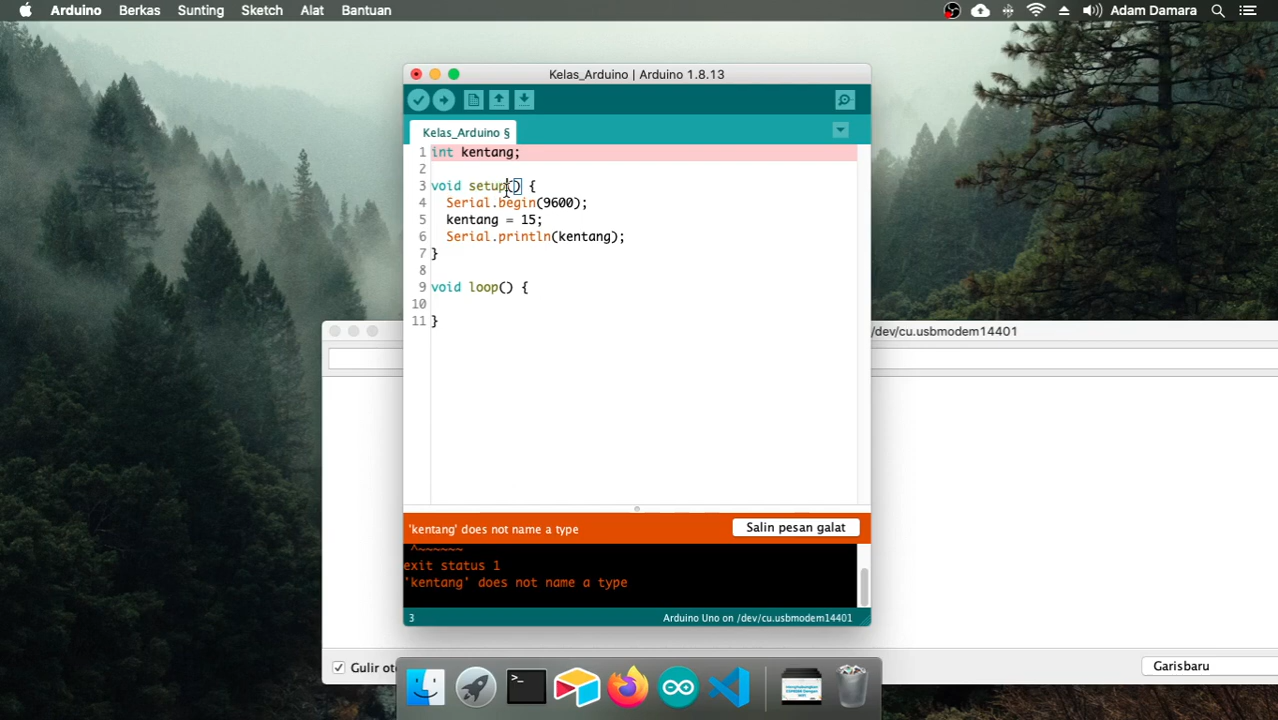 Arduino Berkas Sunting Sketch Alat Bantuan Adam Damara
Kelas_Arduino | Arduino 1.8.13
Kelas_Arduino §
1 int kentang;
2
3 void setup() {
4 Serial.begin(9600);
5 kentang = 15;
6 Serial.println(kentang);
7 }
8
9 void loop() {
10
11 }
/dev/cu.usbmodem14401
'kentang' does not name a type Salin pesan galat
^~~~~~~
exit status 1
'kentang' does not name a type
3 Arduino Uno on /dev/cu.usbmodem14401
Gulir Garisbaru